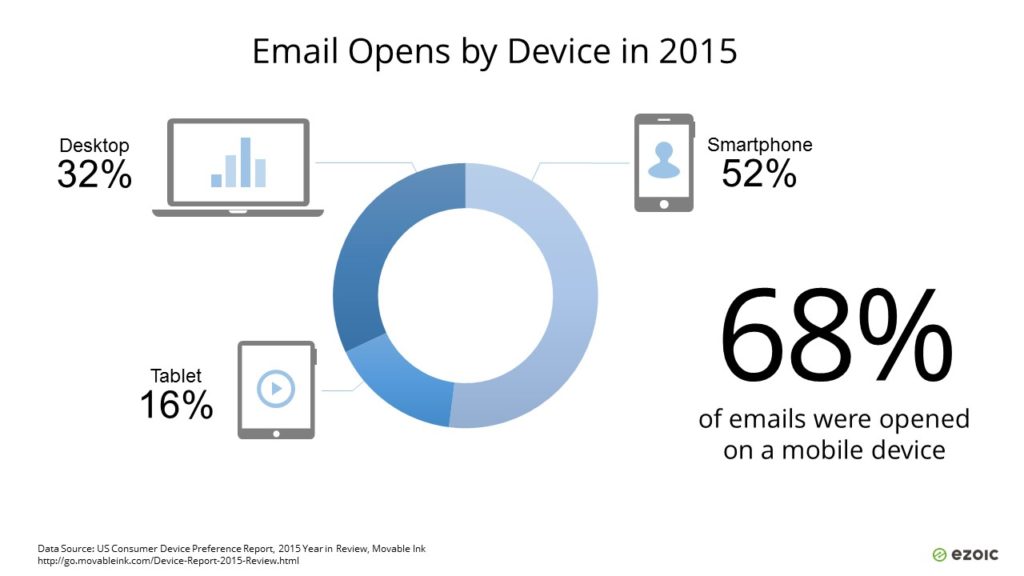 Email Opens by Device in 2015
Desktop
32%
Smartphone
52%
Tablet
16%
68%
of emails were opened
on a mobile device
Data Source: US Consumer Device Preference Report, 2015 Year in Review, Movable Ink
http://go.movableink.com/Device-Report-2015-Review.html
ezoic